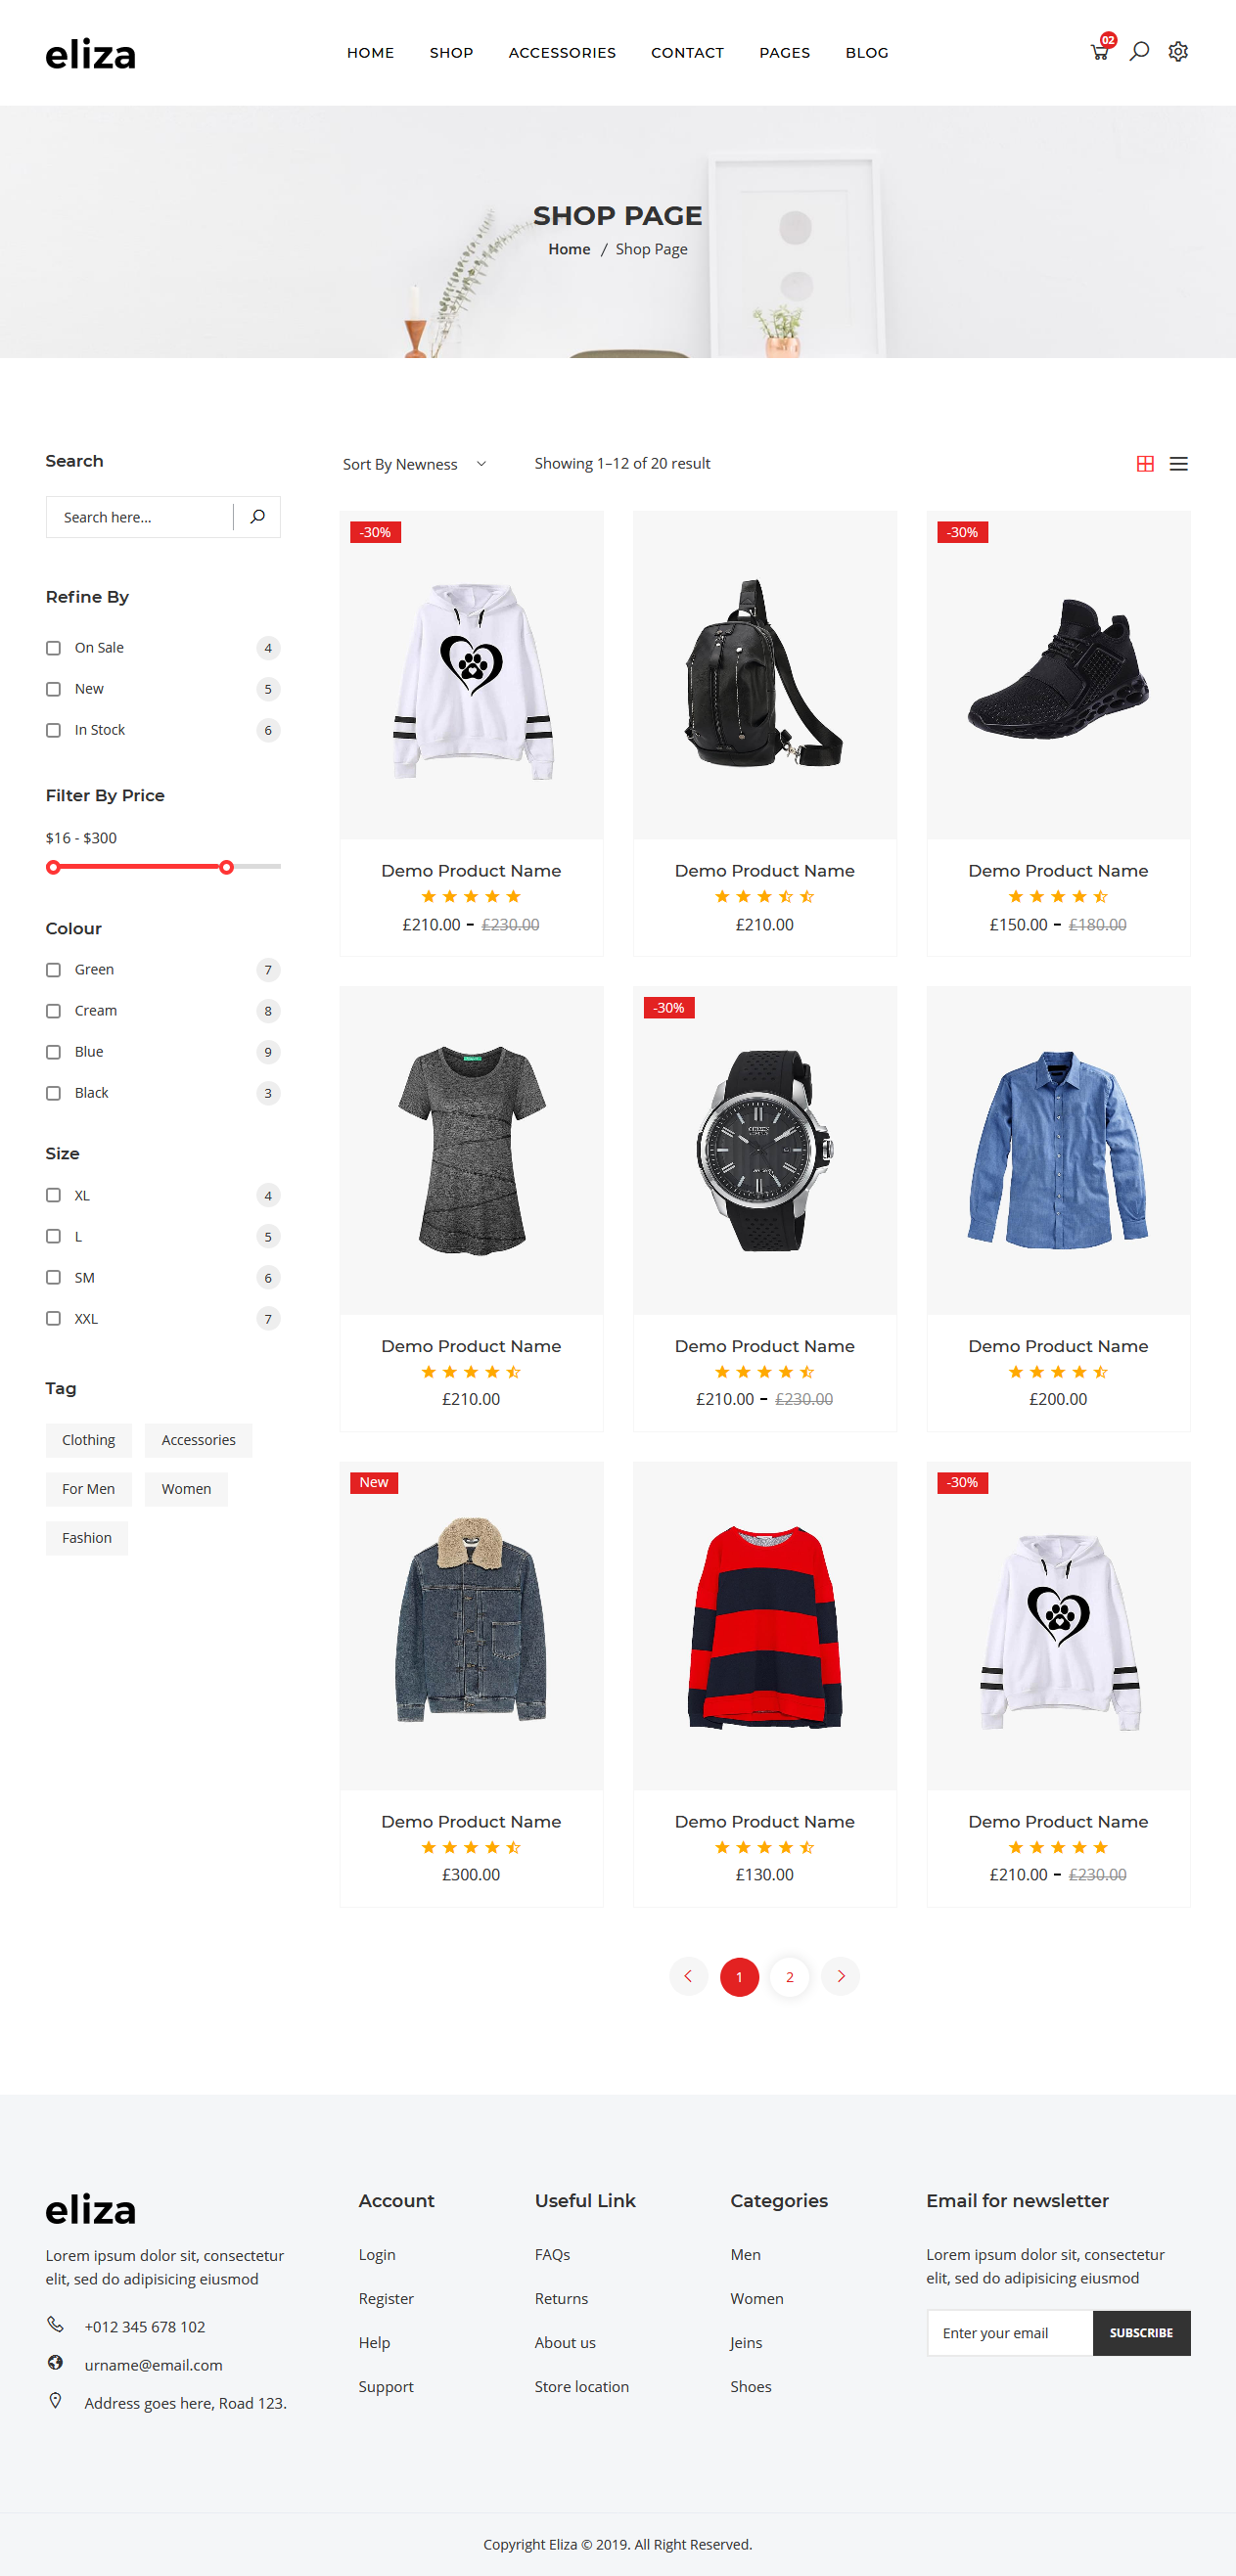 eliza
HOME SHOP ACCESSORIES CONTACT PAGES BLOG
02
SHOP PAGE
Home / Shop Page
Search
Search here...
Refine By
On Sale 4
New 5
In Stock 6
Filter By Price
$16 - $300
Colour
Green 7
Cream 8
Blue 9
Black 3
Size
XL 4
L 5
SM 6
XXL 7
Tag
Clothing Accessories
For Men Women
Fashion
Sort By Newness Showing 1–12 of 20 result
-30% -30%
Demo Product Name Demo Product Name Demo Product Name
£210.00 - £230.00 £210.00 £150.00 - £180.00
-30%
Demo Product Name Demo Product Name Demo Product Name
£210.00 £210.00 - £230.00 £200.00
New -30%
Demo Product Name Demo Product Name Demo Product Name
£300.00 £130.00 £210.00 - £230.00
1 2
eliza
Lorem ipsum dolor sit, consectetur
elit, sed do adipisicing eiusmod
+012 345 678 102
urname@email.com
Address goes here, Road 123.
Account
Login
Register
Help
Support
Useful Link
FAQs
Returns
About us
Store location
Categories
Men
Women
Jeins
Shoes
Email for newsletter
Lorem ipsum dolor sit, consectetur
elit, sed do adipisicing eiusmod
Enter your email SUBSCRIBE
Copyright Eliza © 2019. All Right Reserved.